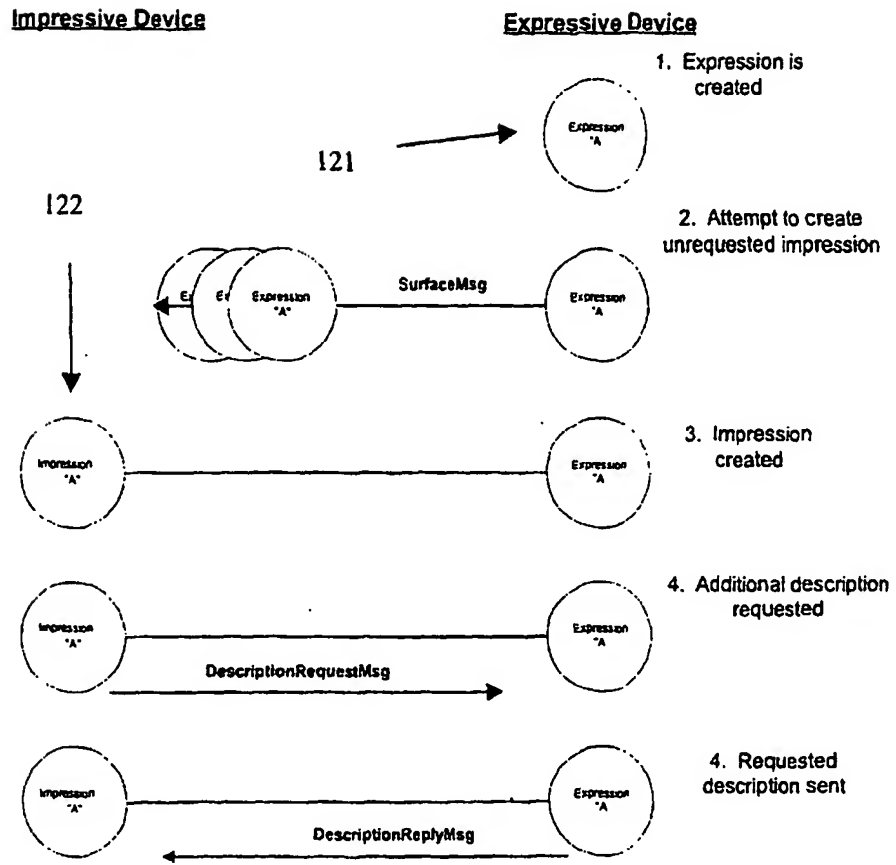 Impressive Device
Expressive Device
1. Expression is
created
Expression
"A
121
122
2. Attempt to create
unrequested impression
SurfaceMsg
Ex
Ex
Expression
"A"
Expression
"A
3. Impression
created
Impression
"A"
Expression
"A
4. Additional description
requested
Impression
"A"
Expression
"A
DescriptionRequestMsg
4. Requested
description sent
Impression
"A"
Expression
"A
DescriptionReplyMsg